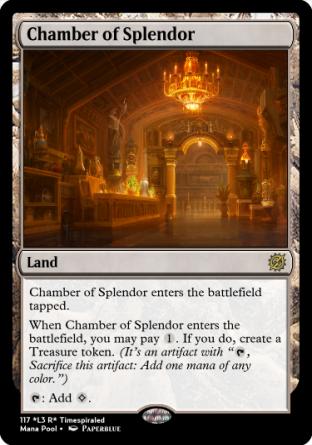 Chamber of Splendor
Land
Chamber of Splendor enters the battlefield
tapped.
When Chamber of Splendor enters the
battlefield, you may pay 1. If you do, create a
Treasure token. (It's an artifact with ",
Sacrifice this artifact: Add one mana of any
color.")
: Add .
117 *L3 R* Timespiraled
Mana Pool • Paperblue